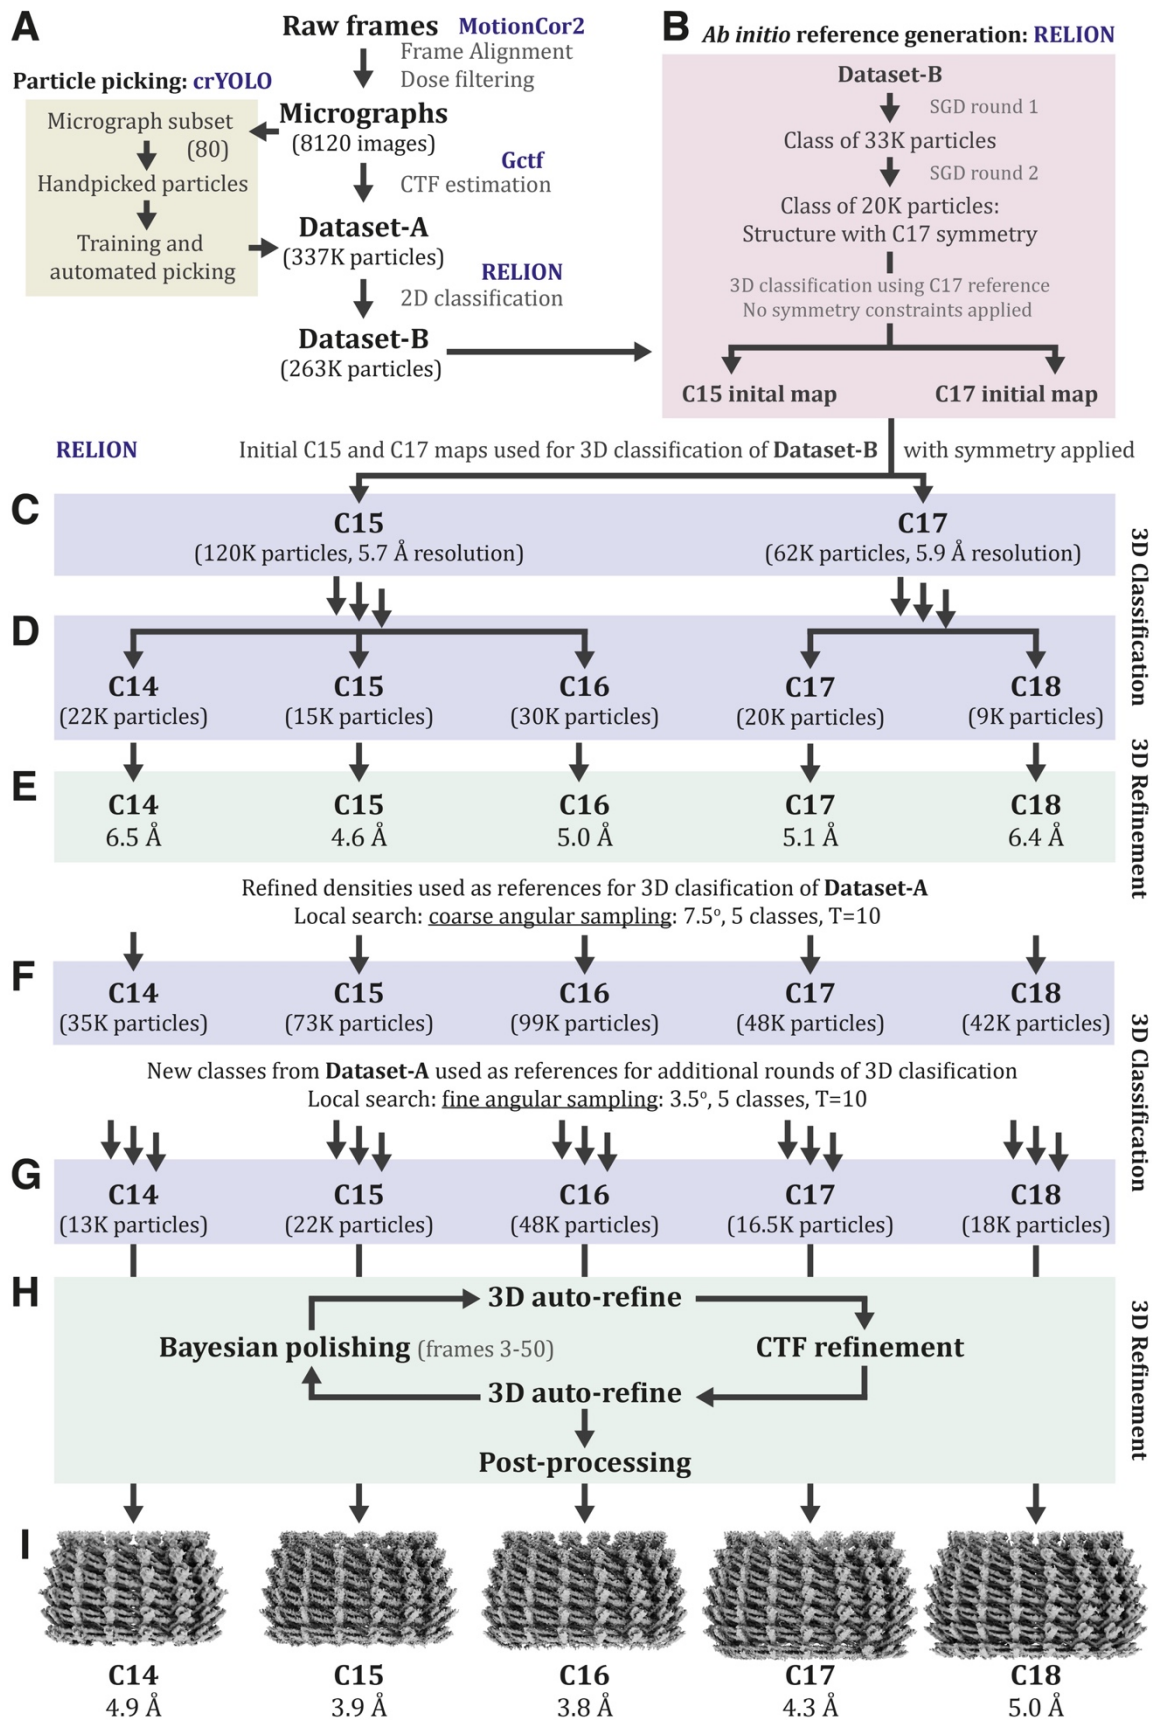 A
Raw frames MotionCor2
Frame Alignment
Dose filtering
Particle picking: crYOLO
Micrograph subset
(80)
Handpicked particles
Training and
automated picking
Micrographs
(8120 images)
Gctf
CTF estimation
Dataset-A
(337K particles)
RELION
2D classification
Dataset-B
(263K particles)
B
Ab initio reference generation: RELION
Dataset-B
SGD round 1
Class of 33K particles
SGD round 2
Class of 20K particles:
Structure with C17 symmetry
3D classification using C17 reference
No symmetry constraints applied
C15 inital map C17 initial map
RELION Initial C15 and C17 maps used for 3D classification of Dataset-B with symmetry applied
C
C15 C17
(120K particles, 5.7 Å resolution) (62K particles, 5.9 Å resolution)
3D Classification
D
C14 C15 C16 C17 C18
(22K particles) (15K particles) (30K particles) (20K particles) (9K particles)
3D Refinement
E
C14 C15 C16 C17 C18
6.5 Å 4.6 Å 5.0 Å 5.1 Å 6.4 Å
Refined densities used as references for 3D clasification of Dataset-A
Local search: coarse angular sampling: 7.5º, 5 classes, T=10
F
C14 C15 C16 C17 C18
(35K particles) (73K particles) (99K particles) (48K particles) (42K particles)
3D Classification
New classes from Dataset-A used as references for additional rounds of 3D clasification
Local search: fine angular sampling: 3.5º, 5 classes, T=10
G
C14 C15 C16 C17 C18
(13K particles) (22K particles) (48K particles) (16.5K particles) (18K particles)
H
3D auto-refine
Bayesian polishing (frames 3-50) CTF refinement
3D auto-refine
Post-processing
3D Refinement
I
C14 C15 C16 C17 C18
4.9 Å 3.9 Å 3.8 Å 4.3 Å 5.0 Å